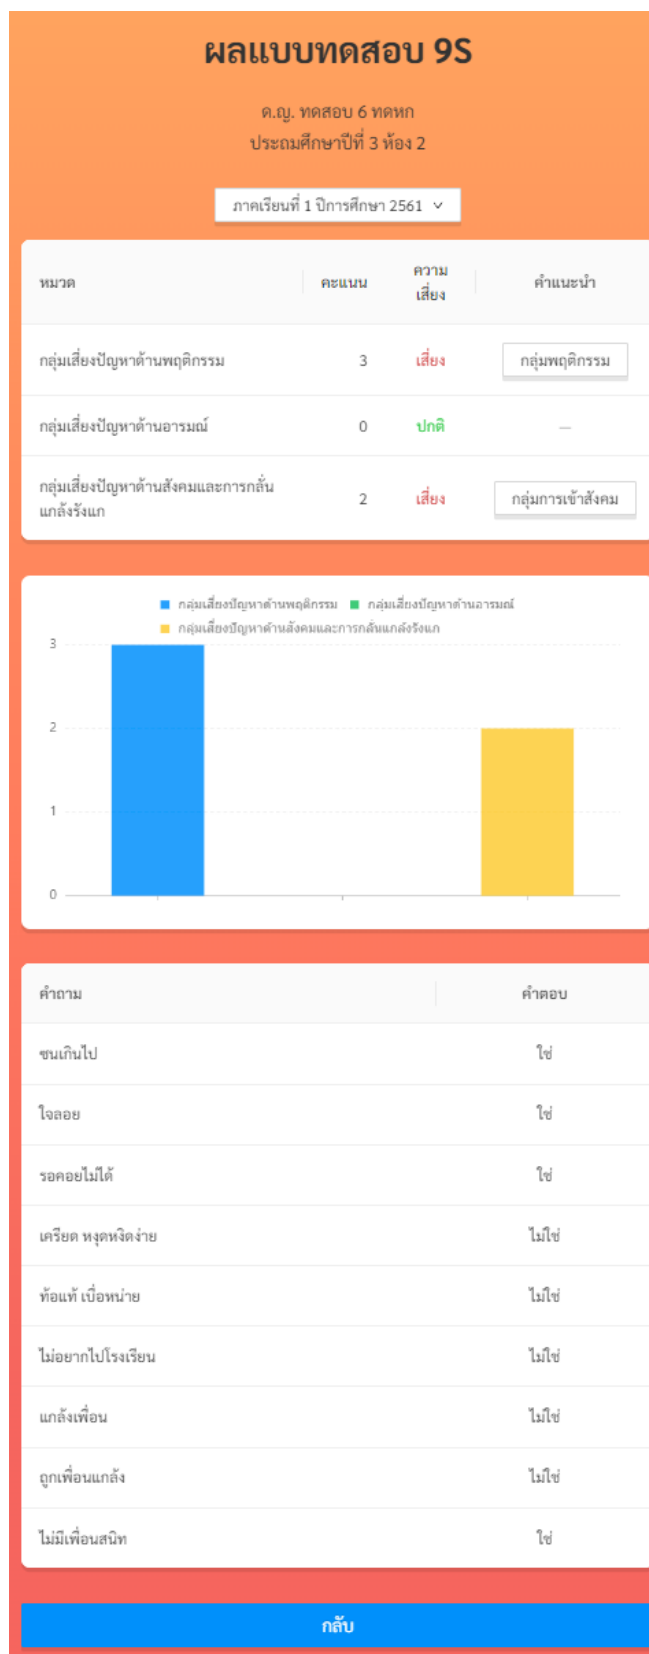 ผลแบบทดสอบ 9S
ด.ญ. ทดสอบ 6 ทดหก
ประถมศึกษาปีที่ 3 ห้อง 2
ภาคเรียนที่ 1 ปีการศึกษา 2561
หมวด คะแนน ความเสี่ยง คำแนะนำ
กลุ่มเสี่ยงปัญหาด้านพฤติกรรม 3 เสี่ยง กลุ่มพฤติกรรม
กลุ่มเสี่ยงปัญหาด้านอารมณ์ 0 ปกติ —
กลุ่มเสี่ยงปัญหาด้านสังคมและการกลั่น
แกล้งรังแก 2 เสี่ยง กลุ่มการเข้าสังคม
กลุ่มเสี่ยงปัญหาด้านพฤติกรรม กลุ่มเสี่ยงปัญหาด้านอารมณ์
กลุ่มเสี่ยงปัญหาด้านสังคมและการกลั่นแกล้งรังแก
3
2
1
0
คำถาม คำตอบ
ซนเกินไป ใช่
ใจลอย ใช่
รอคอยไม่ได้ ใช่
เครียด หงุดหงิดง่าย ไม่ใช่
ท้อแท้ เบื่อหน่าย ไม่ใช่
ไม่อยากไปโรงเรียน ไม่ใช่
แกล้งเพื่อน ไม่ใช่
ถูกเพื่อนแกล้ง ไม่ใช่
ไม่มีเพื่อนสนิท ใช่
กลับ